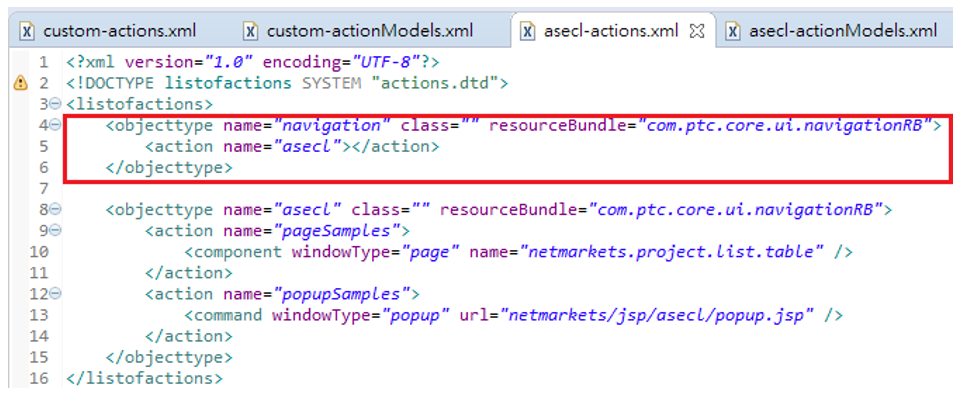 custom-actions.xml custom-actionModels.xml asecl-actions.xml asecl-actionModels.xml
1 <?xml version="1.0" encoding="UTF-8"?>
2 <!DOCTYPE listofactions SYSTEM "actions.dtd">
3 <listofactions>
4 <objecttype name="navigation" class="" resourceBundle="com.ptc.core.ui.navigationRB">
5 <action name="asecl"></action>
6 </objecttype>
7
8 <objecttype name="asecl" class="" resourceBundle="com.ptc.core.ui.navigationRB">
9 <action name="pageSamples">
10 <component windowType="page" name="netmarkets.project.list.table" />
11 </action>
12 <action name="popupSamples">
13 <command windowType="popup" url="netmarkets/jsp/asecl/popup.jsp" />
14 </action>
15 </objecttype>
16 </listofactions>